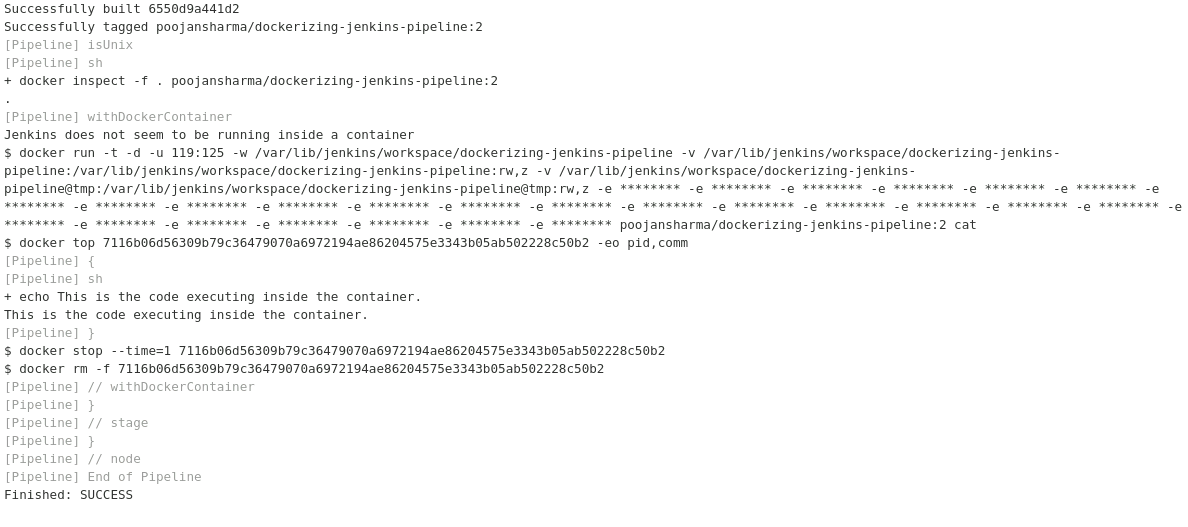 Successfully built 6550d9a441d2
Successfully tagged poojansharma/dockerizing-jenkins-pipeline:2
[Pipeline] isUnix
[Pipeline] sh
+ docker inspect -f . poojansharma/dockerizing-jenkins-pipeline:2
.
[Pipeline] withDockerContainer
Jenkins does not seem to be running inside a container
$ docker run -t -d -u 119:125 -w /var/lib/jenkins/workspace/dockerizing-jenkins-pipeline -v /var/lib/jenkins/workspace/dockerizing-jenkins-
pipeline:/var/lib/jenkins/workspace/dockerizing-jenkins-pipeline:rw,z -v /var/lib/jenkins/workspace/dockerizing-jenkins-
pipeline@tmp:/var/lib/jenkins/workspace/dockerizing-jenkins-pipeline@tmp:rw,z -e ******** -e ******** -e ******** -e ******** -e ******** -e ******** -e
******** -e ******** -e ******** -e ******** -e ******** -e ******** -e ******** -e ******** -e ******** -e ******** -e ******** -e ******** -e ******** -e
******** -e ******** -e ******** -e ******** -e ******** -e ******** -e ******** poojansharma/dockerizing-jenkins-pipeline:2 cat
$ docker top 7116b06d56309b79c36479070a6972194ae86204575e3343b05ab502228c50b2 -eo pid,comm
[Pipeline] {
[Pipeline] sh
+ echo This is the code executing inside the container.
This is the code executing inside the container.
[Pipeline] }
$ docker stop --time=1 7116b06d56309b79c36479070a6972194ae86204575e3343b05ab502228c50b2
$ docker rm -f 7116b06d56309b79c36479070a6972194ae86204575e3343b05ab502228c50b2
[Pipeline] // withDockerContainer
[Pipeline] }
[Pipeline] // stage
[Pipeline] }
[Pipeline] // node
[Pipeline] End of Pipeline
Finished: SUCCESS